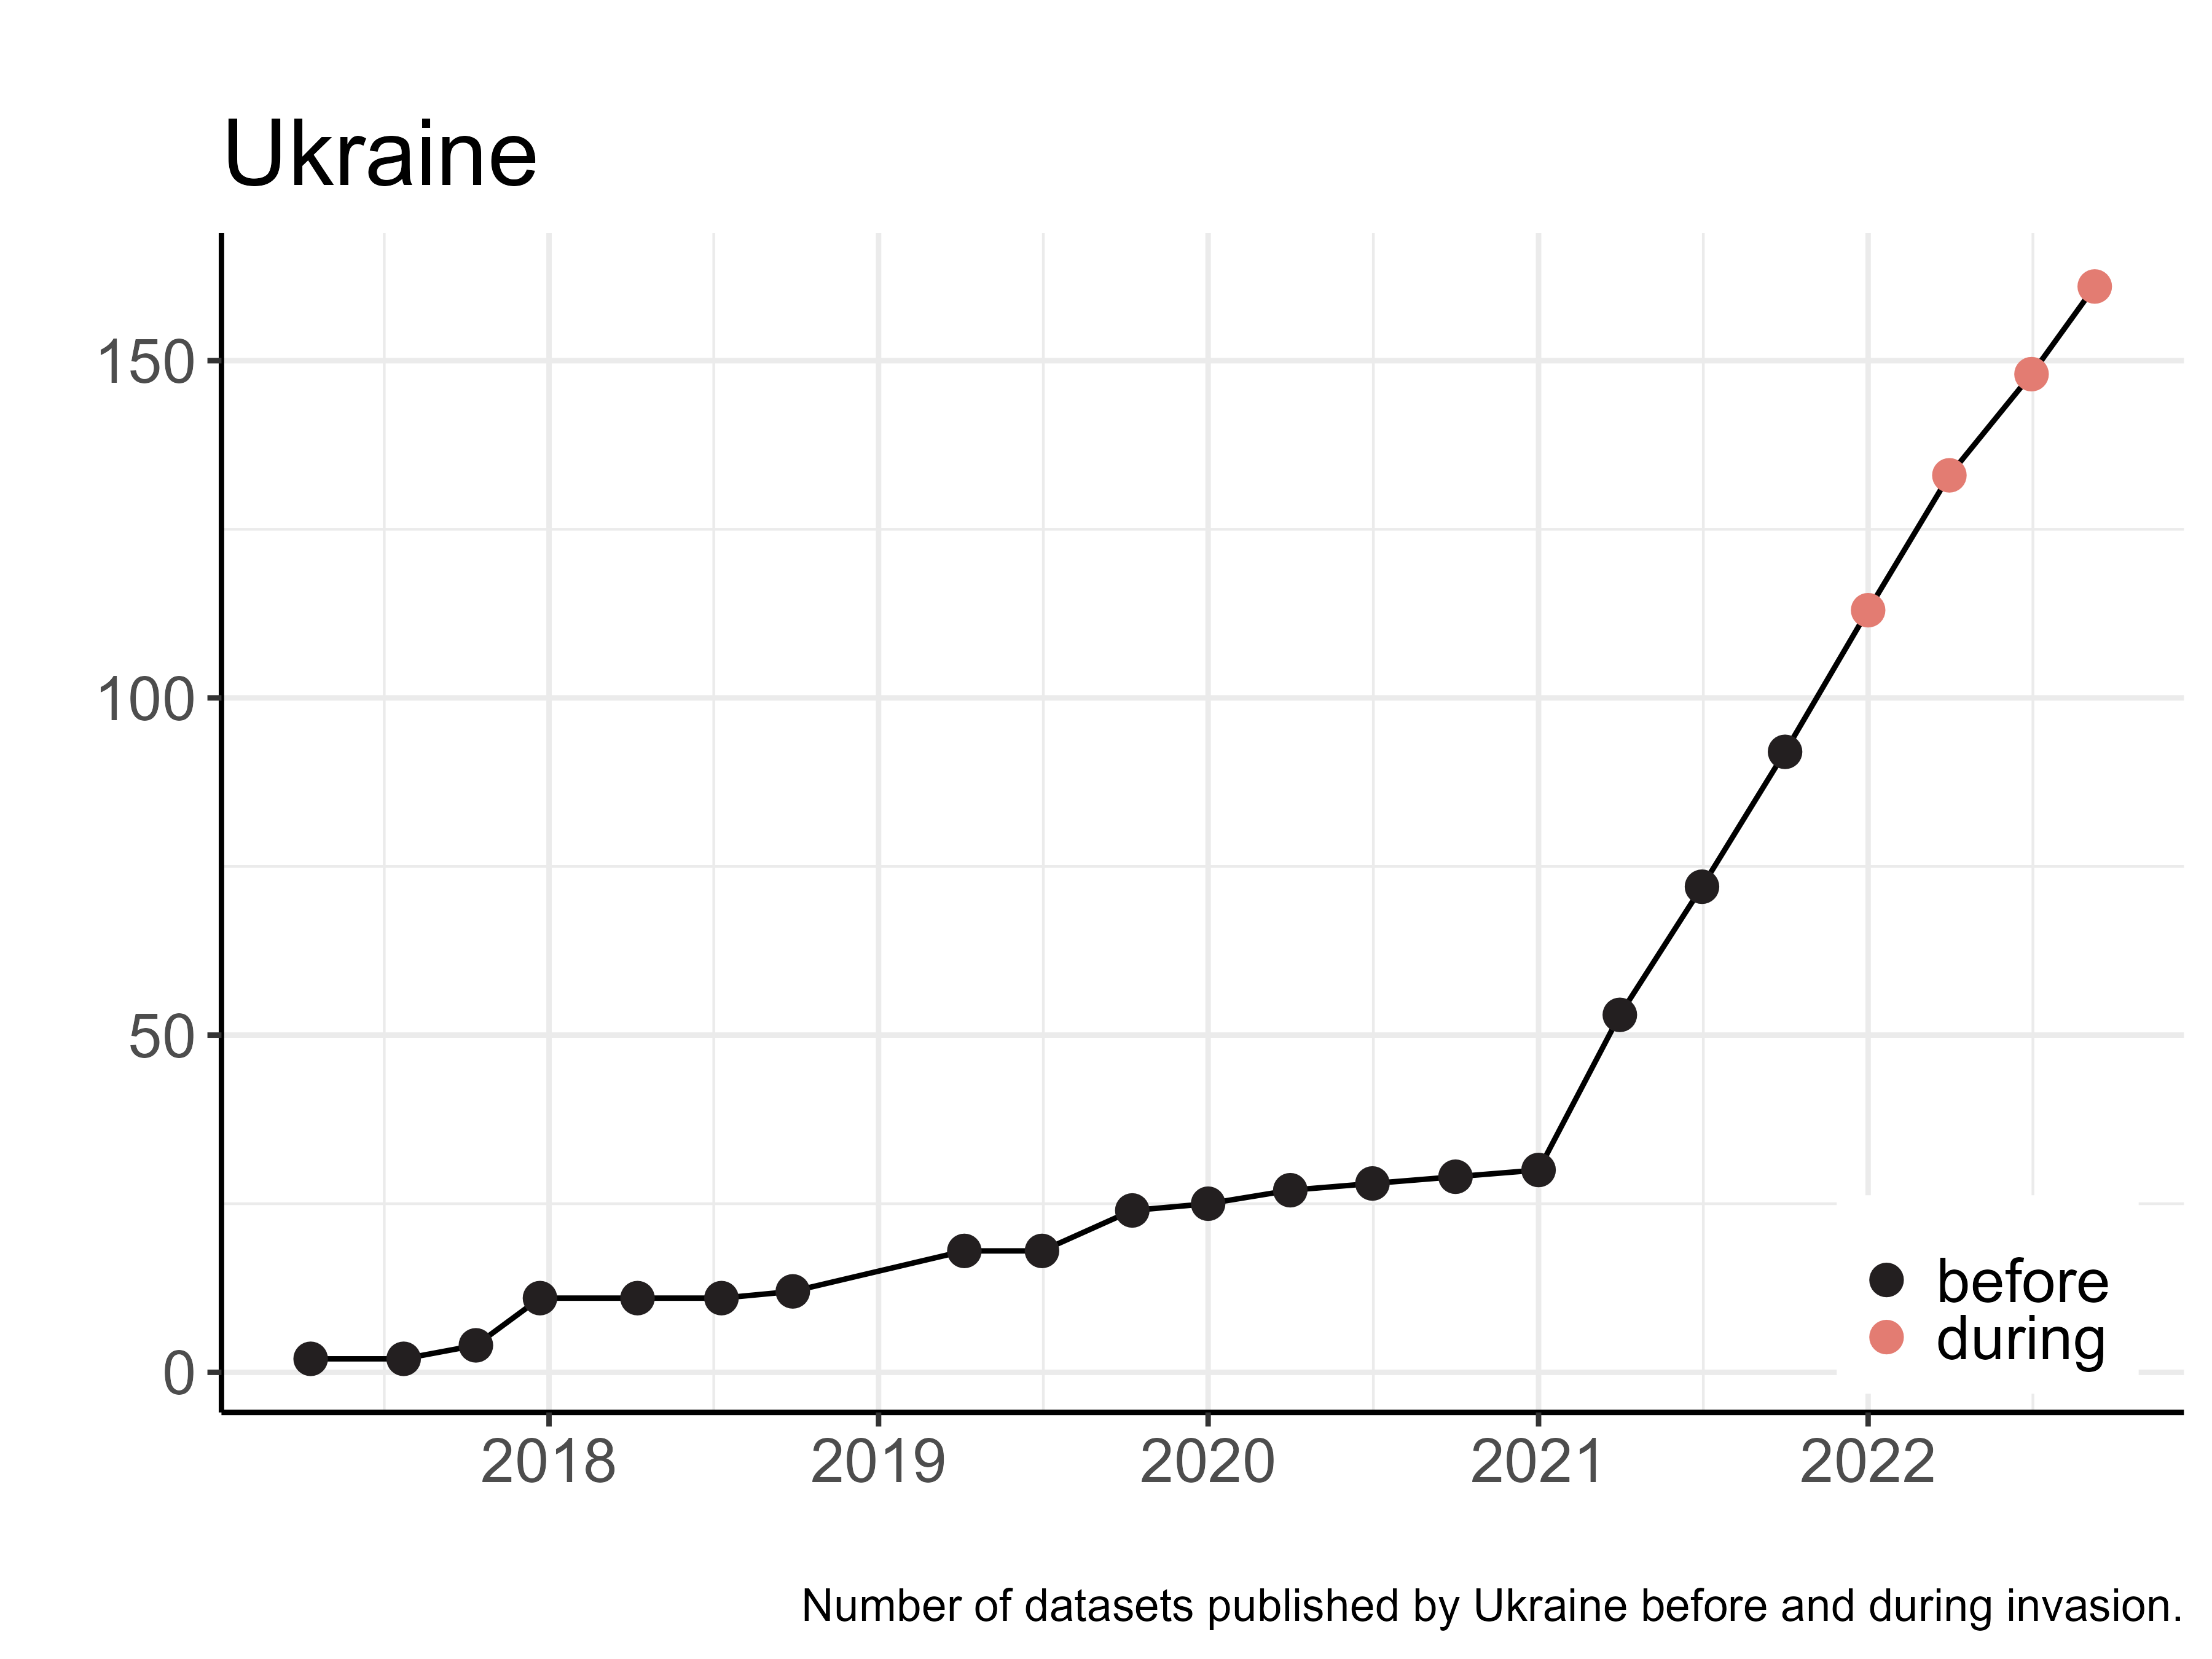 Ukraine
150
100
50
0
before
during
2018 2019 2020 2021 2022
Number of datasets published by Ukraine before and during invasion.